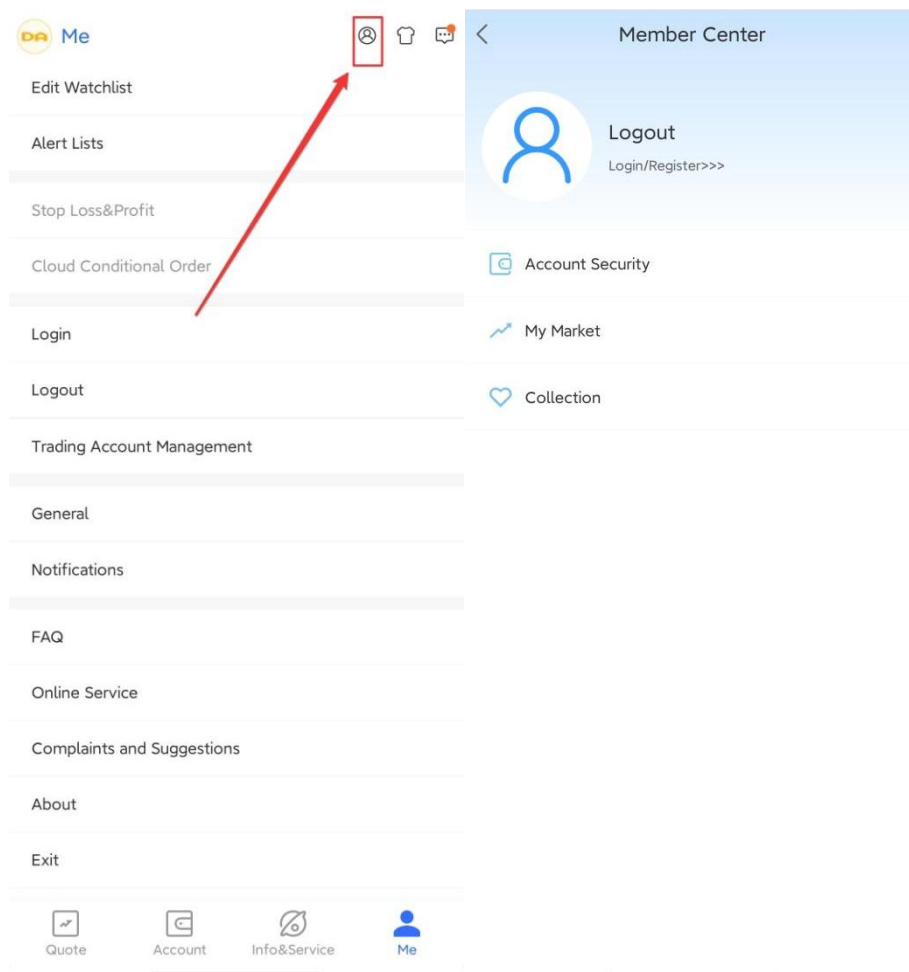 DA Me
Edit Watchlist
Alert Lists
Stop Loss&Profit
Cloud Conditional Order
Login
Logout
Trading Account Management
General
Notifications
FAQ
Online Service
Complaints and Suggestions
About
Exit
Quote Account Info&Service Me
Member Center
Logout
Login/Register>>>
Account Security
My Market
Collection